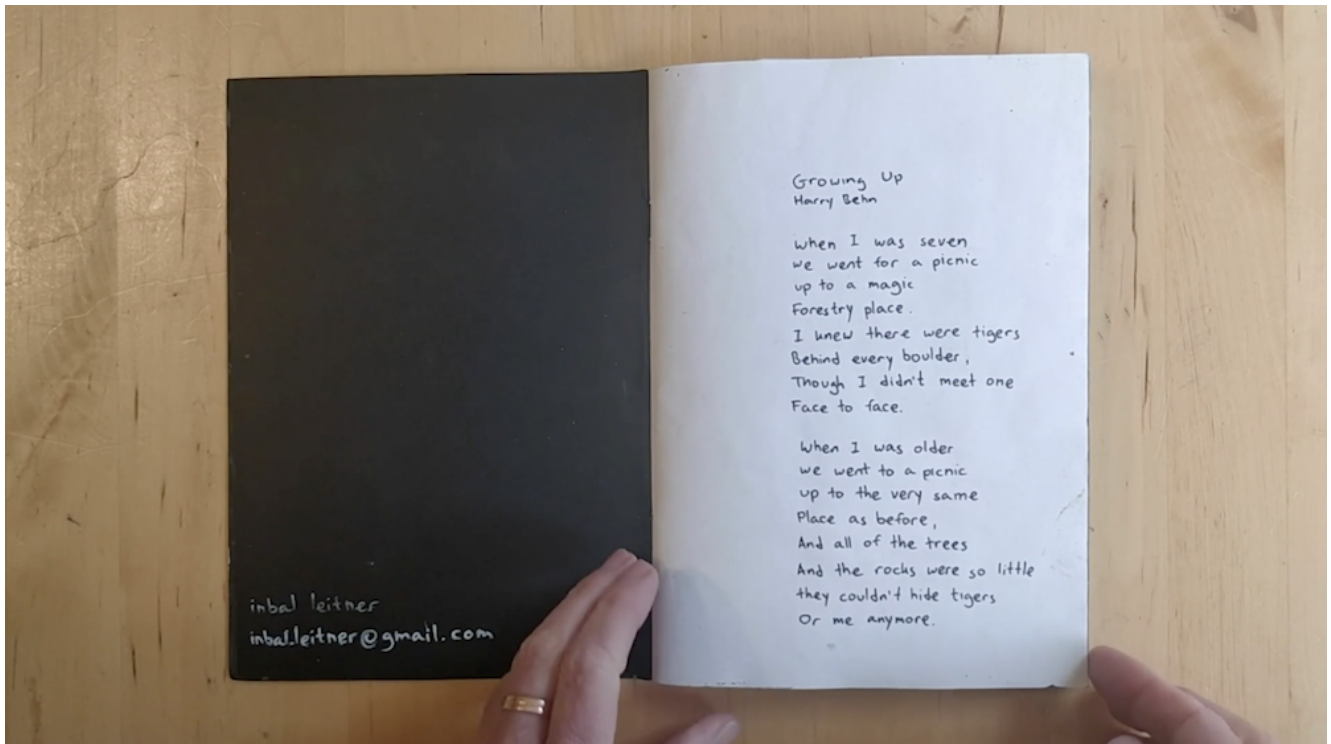 inbal leitner
inbal.leitner@gmail.com
Growing Up
Harry Behn
When I was seven
we went for a picnic
up to a magic
Forestry place.
I unew there were tigers
Behind every boulder,
Though I didn't meet one
Face to face.
When I was older
we went to a picnic
up to the very same
Place as before,
And all of the trees
And the rocks were so little
they couldn't hide tigers
Or me anymore.